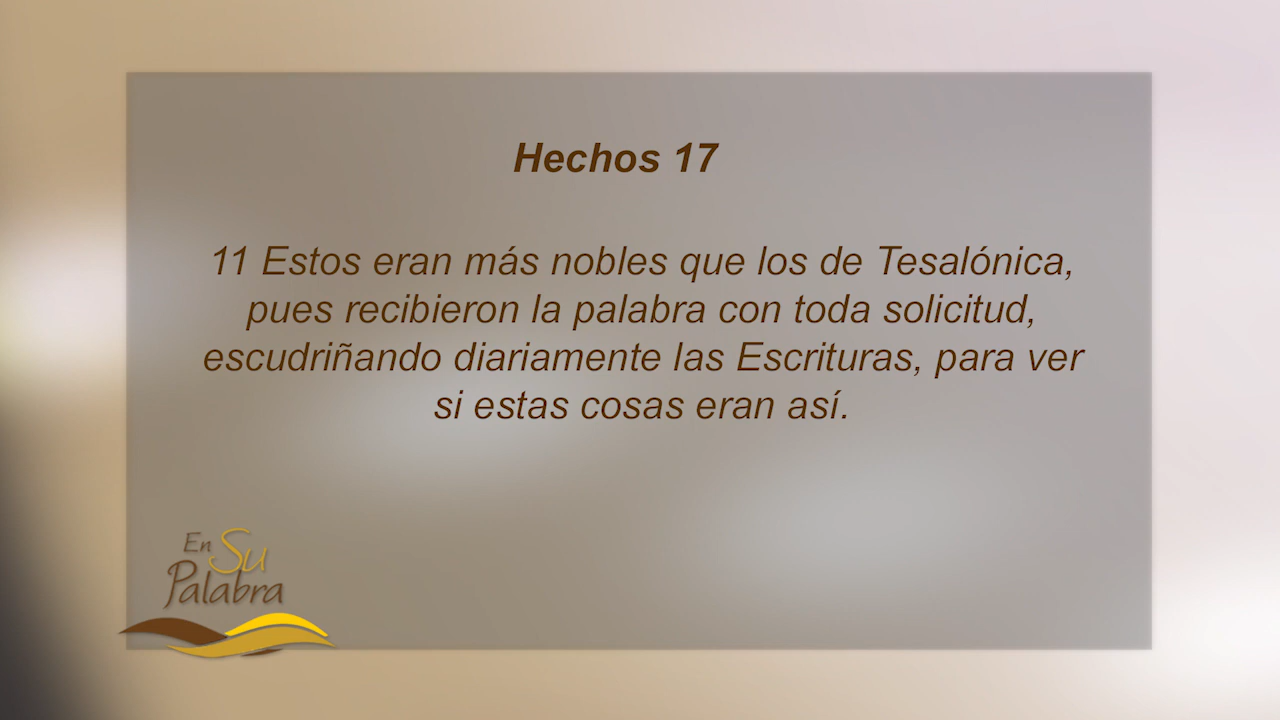 Hechos 17
11 Estos eran más nobles que los de Tesalónica,
pues recibieron la palabra con toda solicitud,
escudriñando diariamente las Escrituras, para ver
si estas cosas eran así.
En Su
Palabra